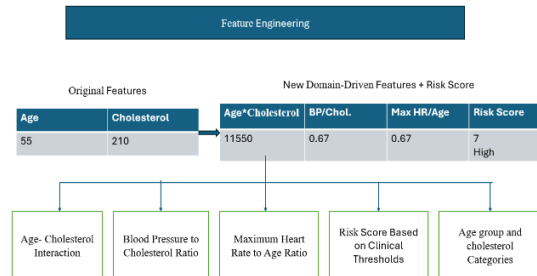 Feature Engineering
Original Features
New Domain-Driven Features + Risk Score
Age Cholesterol
55 210
Age*Cholesterol BP/Chol. Max HR/Age Risk Score
11550 0.67 0.67 7
High
Age- Cholesterol
Interaction
Blood Pressure to
Cholesterol Ratio
Maximum Heart
Rate to Age Ratio
Risk Score Based
on Clinical
Thresholds
Age group and
cholesterol
Categories